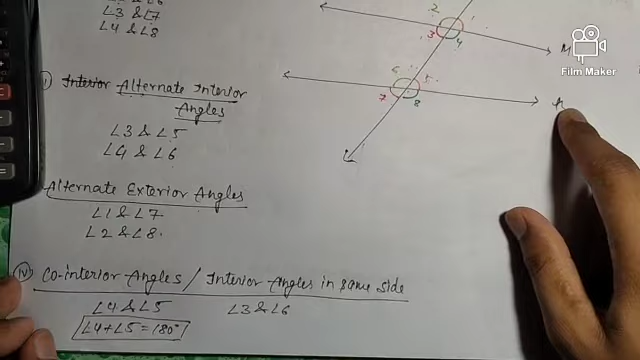 ∠3 & ∠7
∠4 & ∠8
Alternate Interior
Angles
∠3 & ∠5
∠4 & ∠6
Alternate Exterior Angles
∠1 & ∠7
∠2 & ∠8.
IV Co-interior Angles / Interior Angles in same side
∠4 & ∠5 ∠3 & ∠6
∠4+∠5=180°
2 1
3 4
M
6 5
7 8
Film Maker